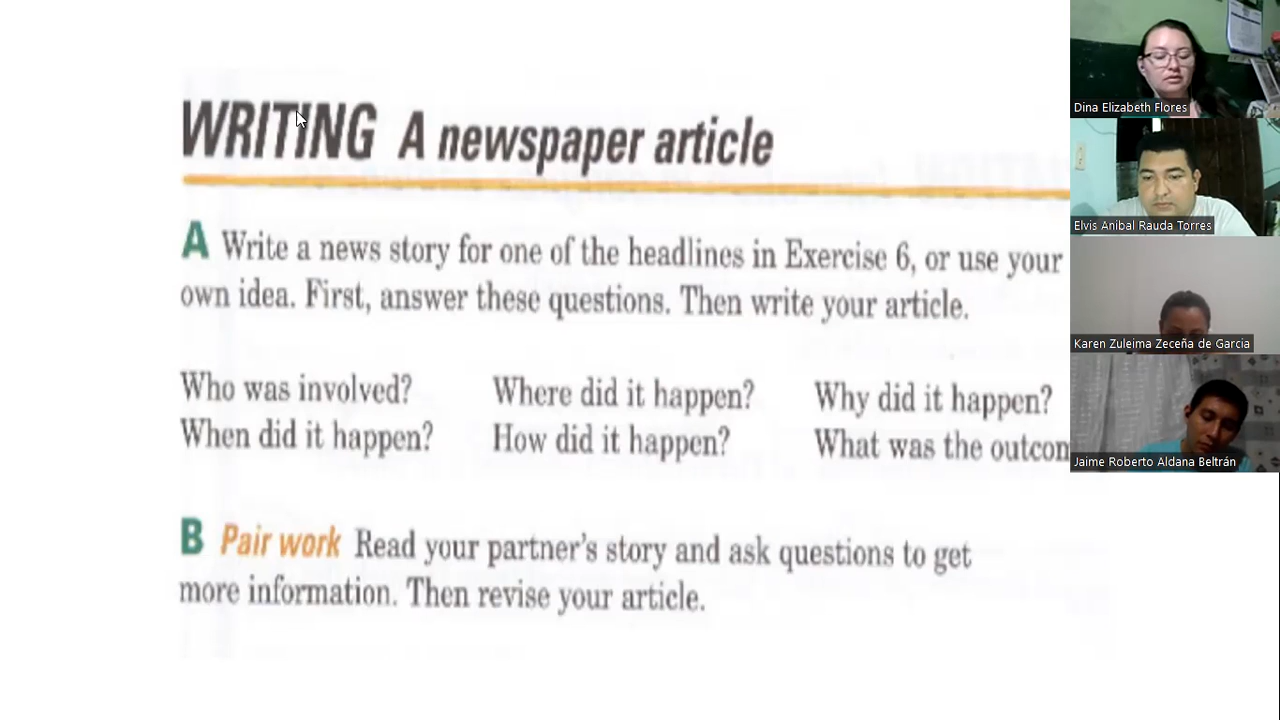 WRITING A newspaper article
A Write a news story for one of the headlines in Exercise 6, or use your
own idea. First, answer these questions. Then write your article.
Who was involved? Where did it happen? Why did it happen?
When did it happen? How did it happen? What was the outcom
B Pair work Read your partner's story and ask questions to get
more information. Then revise your article.
Dina Elizabeth Flores
Elvis Anibal Rauda Torres
Karen Zuleima Zeceña de Garcia
Jaime Roberto Aldana Beltrán